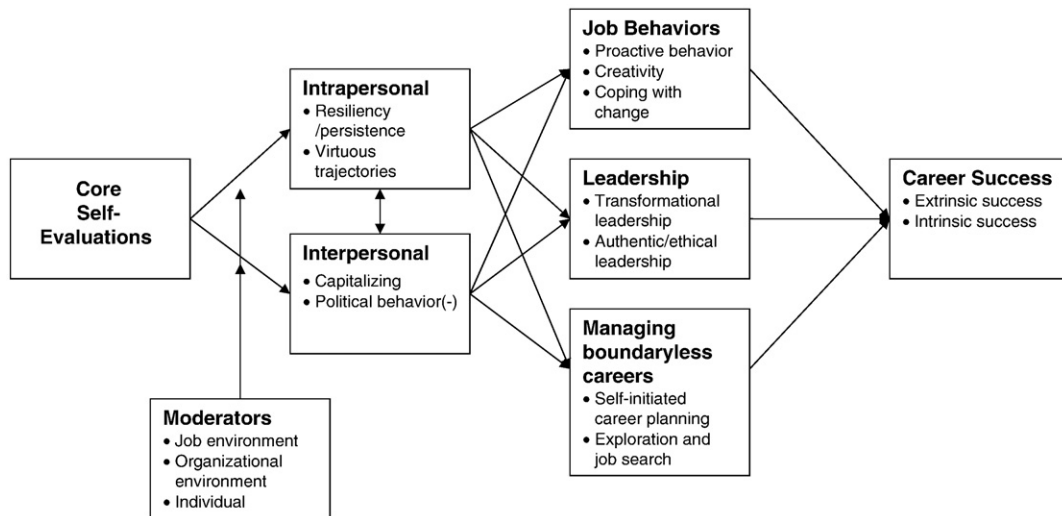 Core
Self-
Evaluations
Intrapersonal
• Resiliency
/persistence
• Virtuous
trajectories
Interpersonal
• Capitalizing
• Political behavior(-)
Moderators
• Job environment
• Organizational
environment
• Individual
Job Behaviors
• Proactive behavior
• Creativity
• Coping with
change
Leadership
• Transformational
leadership
• Authentic/ethical
leadership
Managing
boundaryless
careers
• Self-initiated
career planning
• Exploration and
job search
Career Success
• Extrinsic success
• Intrinsic success